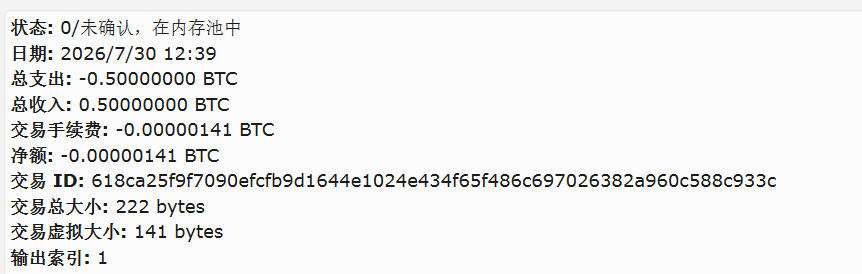 状态: 0/未确认，在内存池中
日期: 2026/7/30 12:39
总支出: -0.50000000 BTC
总收入: 0.50000000 BTC
交易手续费: -0.00000141 BTC
净额: -0.00000141 BTC
交易 ID: 618ca25f9f7090efcfb9d1644e1024e434f65f486c697026382a960c588c933c
交易总大小: 222 bytes
交易虚拟大小: 141 bytes
输出索引: 1